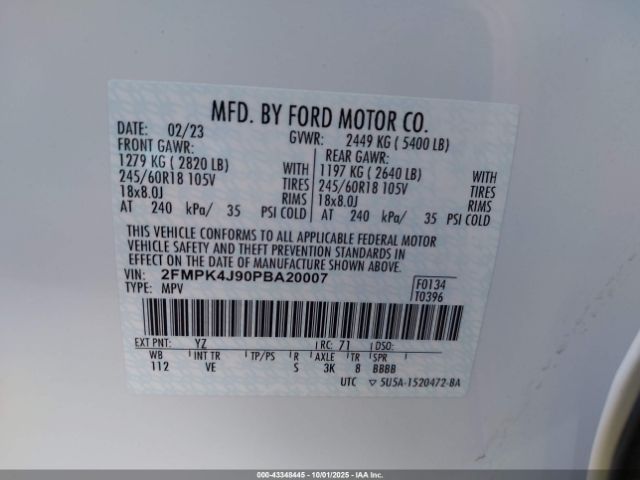 MFD. BY FORD MOTOR CO.
DATE: 02/23 GVWR: 2449 KG ( 5400 LB)
FRONT GAWR: REAR GAWR:
1279 KG ( 2820 LB) WITH 1197 KG ( 2640 LB) WITH
245/60R18 105V TIRES 245/60R18 105V TIRES
18x8.0J RIMS 18x8.0J RIMS
AT 240 kPa/ 35 PSI COLD AT 240 kPa/ 35 PSI COLD
THIS VEHICLE CONFORMS TO ALL APPLICABLE FEDERAL MOTOR
VEHICLE SAFETY AND THEFT PREVENTION STANDARDS IN
EFFECT ON THE DATE OF MANUFACTURE SHOWN ABOVE.
VIN: 2FMPK4J90PBA20007 F0134
TYPE: MPV T0396
EXT PNT: YZ RC: 71 DSO:
WB INT TR TP/PS R AXLE TR SPR
112 VE S 3K 8 BBBB
UTC ▽ 5U5A-1520472-BA
000-43348445 - 10/01/2025 - IAAI.com